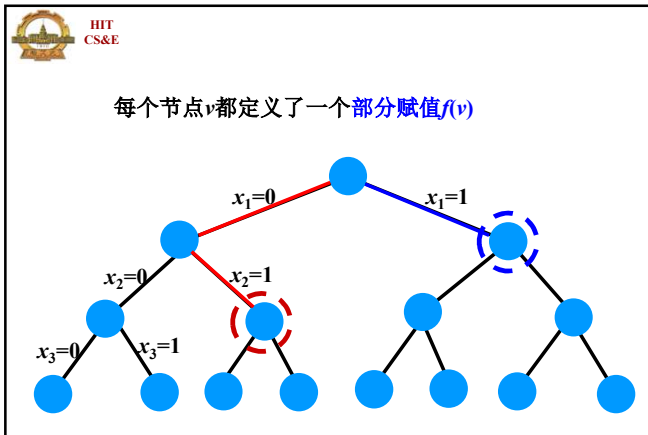 HIT
CS&E
每个节点v都定义了一个部分赋值f(v)
x₁=0
x₁=1
x₂=0
x₂=1
x₃=0
x₃=1